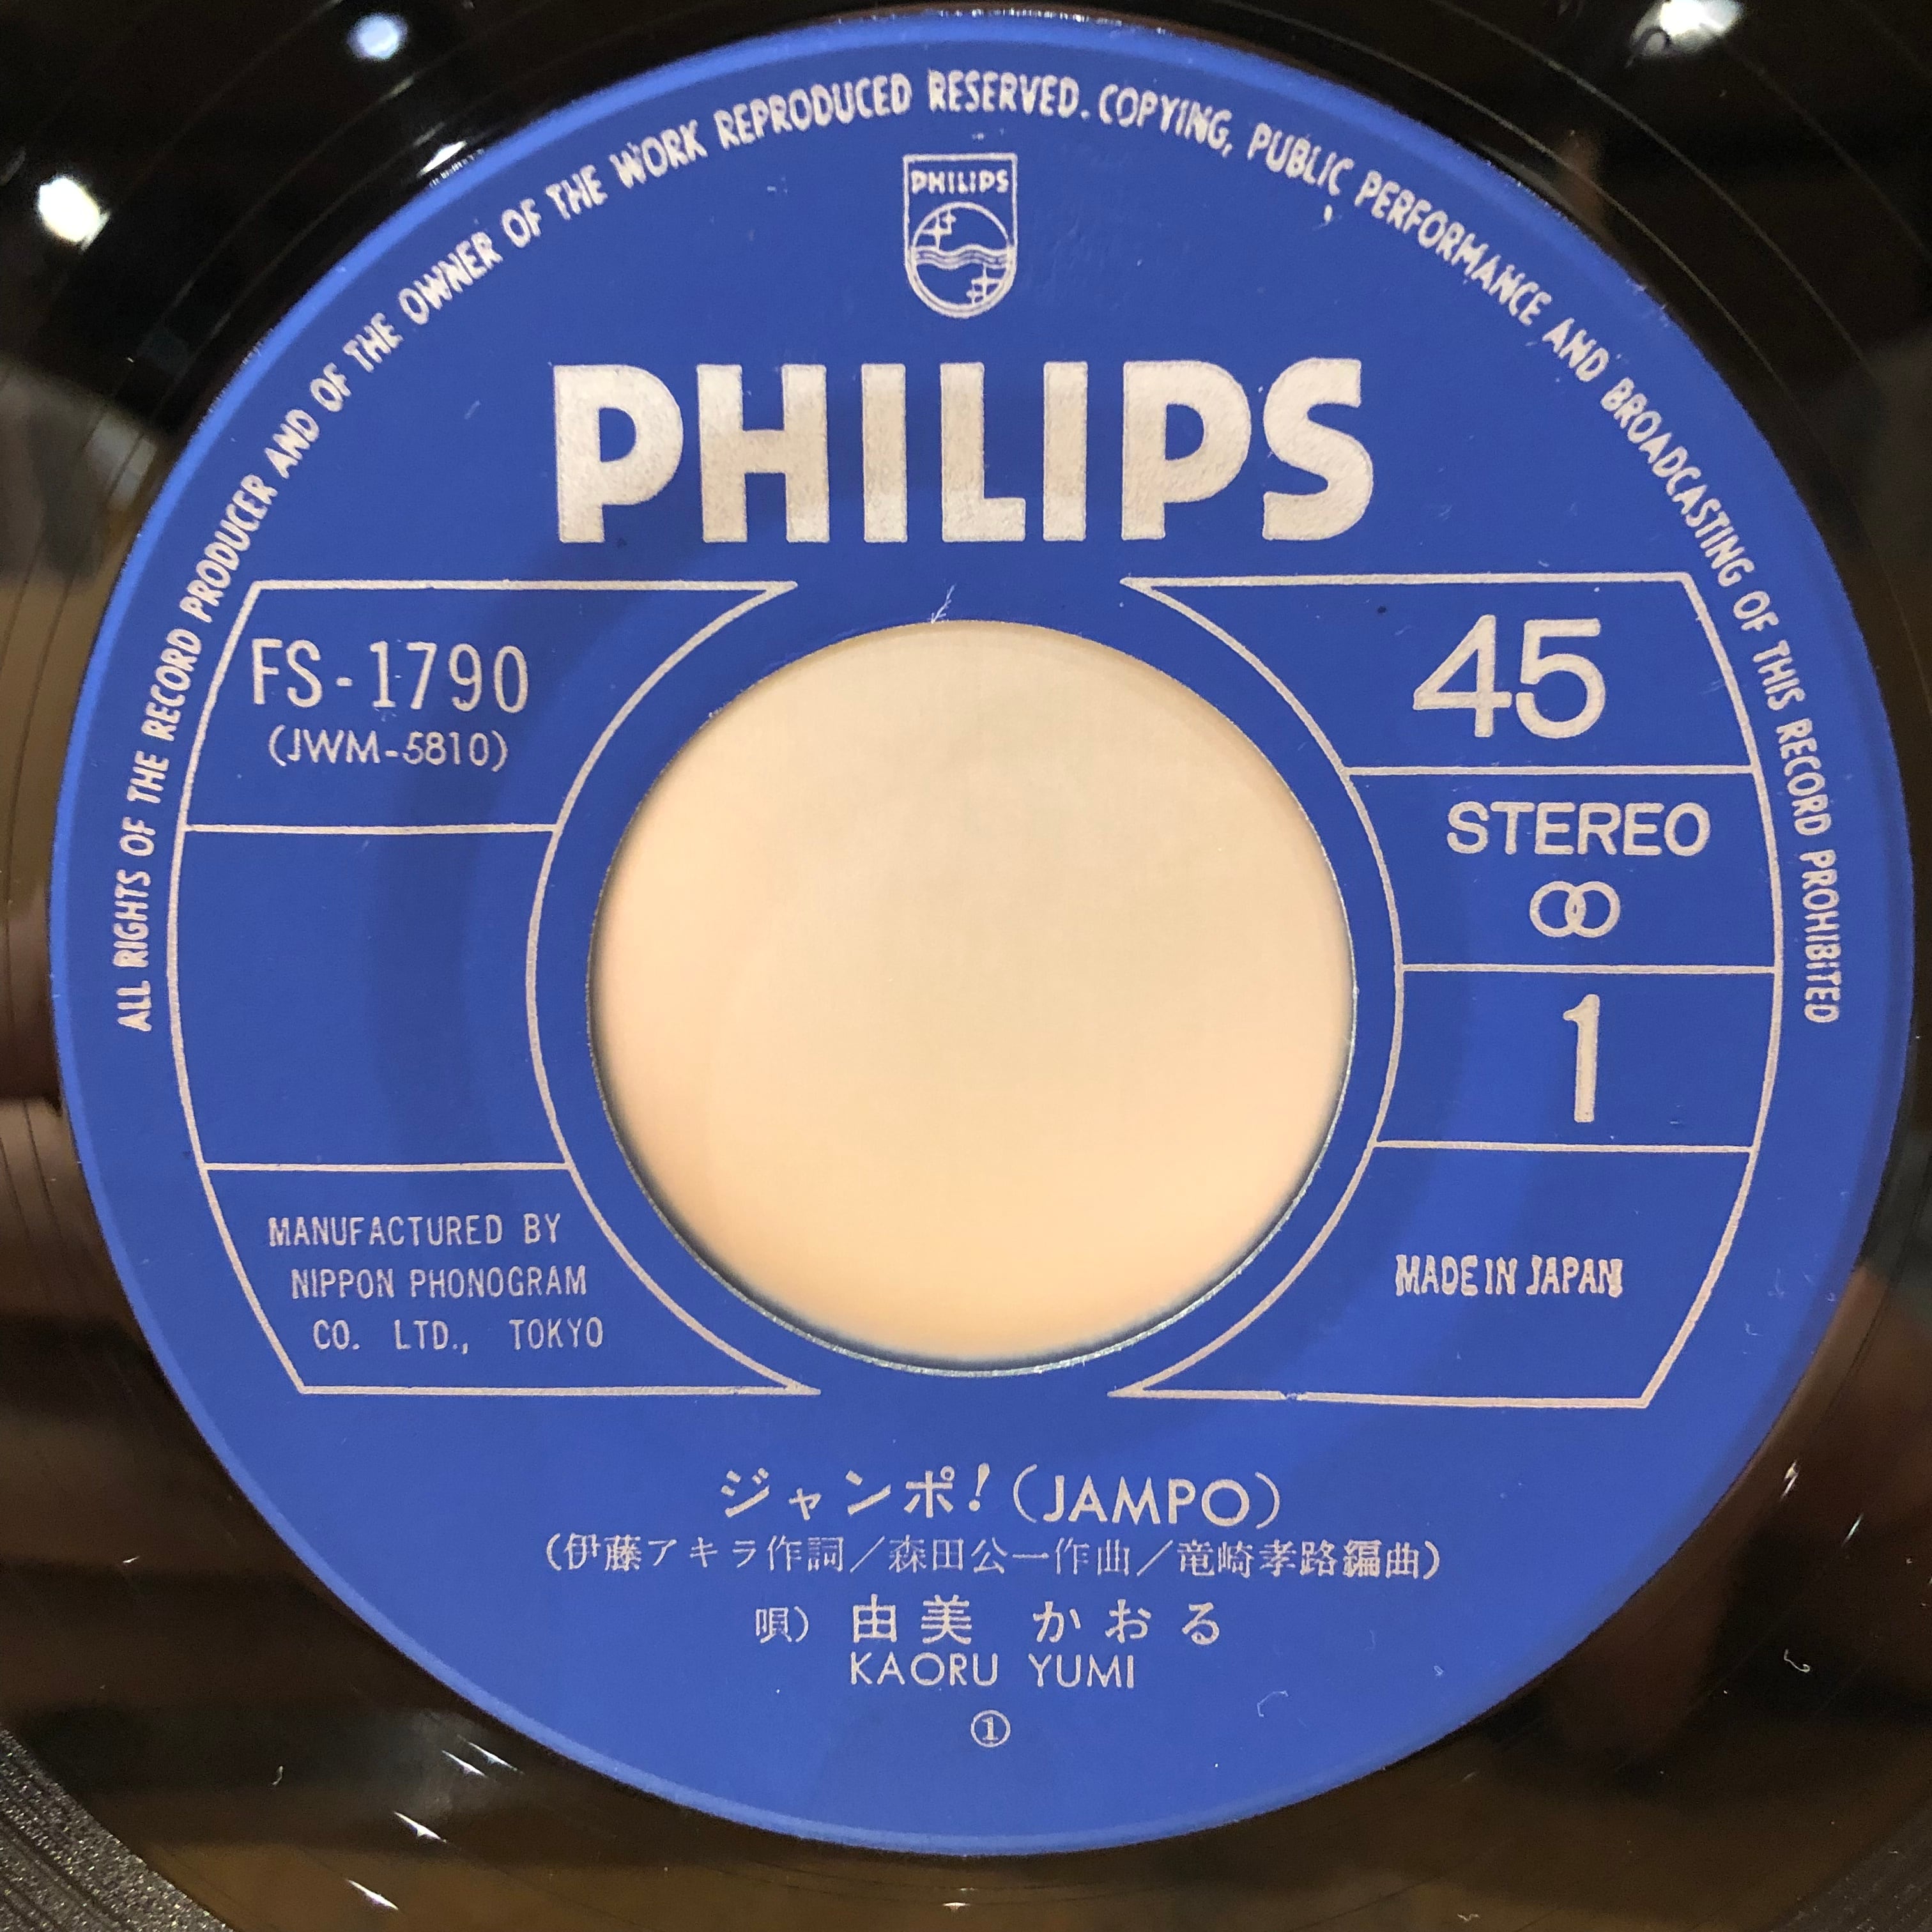 ALL RIGHTS OF THE RECORD PRODUCER AND OF THE OWNER OF THE WORK REPRODUCED RESERVED. COPYING, PUBLIC PERFORMANCE AND BROADCASTING OF THIS RECORD PROHIBITED
PHILIPS
PHILIPS
FS-1790
(JWM-5810)
45
STEREO
1
MANUFACTURED BY
NIPPON PHONOGRAM
CO. LTD., TOKYO
MADE IN JAPAN
ジャンポ!(JAMPO)
(伊藤アキラ作詞/森田公一作曲/竜崎孝路編曲)
唄) 由美 かおる
KAORU YUMI
①